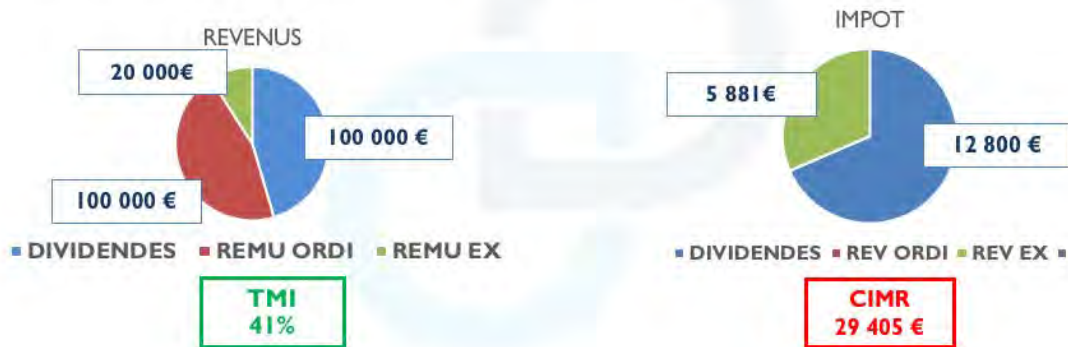 REVENUS
20 000€
100 000 €
100 000 €
DIVIDENDES REMU ORDI REMU EX
TMI
41%
IMPOT
5 881€
12 800 €
DIVIDENDES REV ORDI REV EX
CIMR
29 405 €